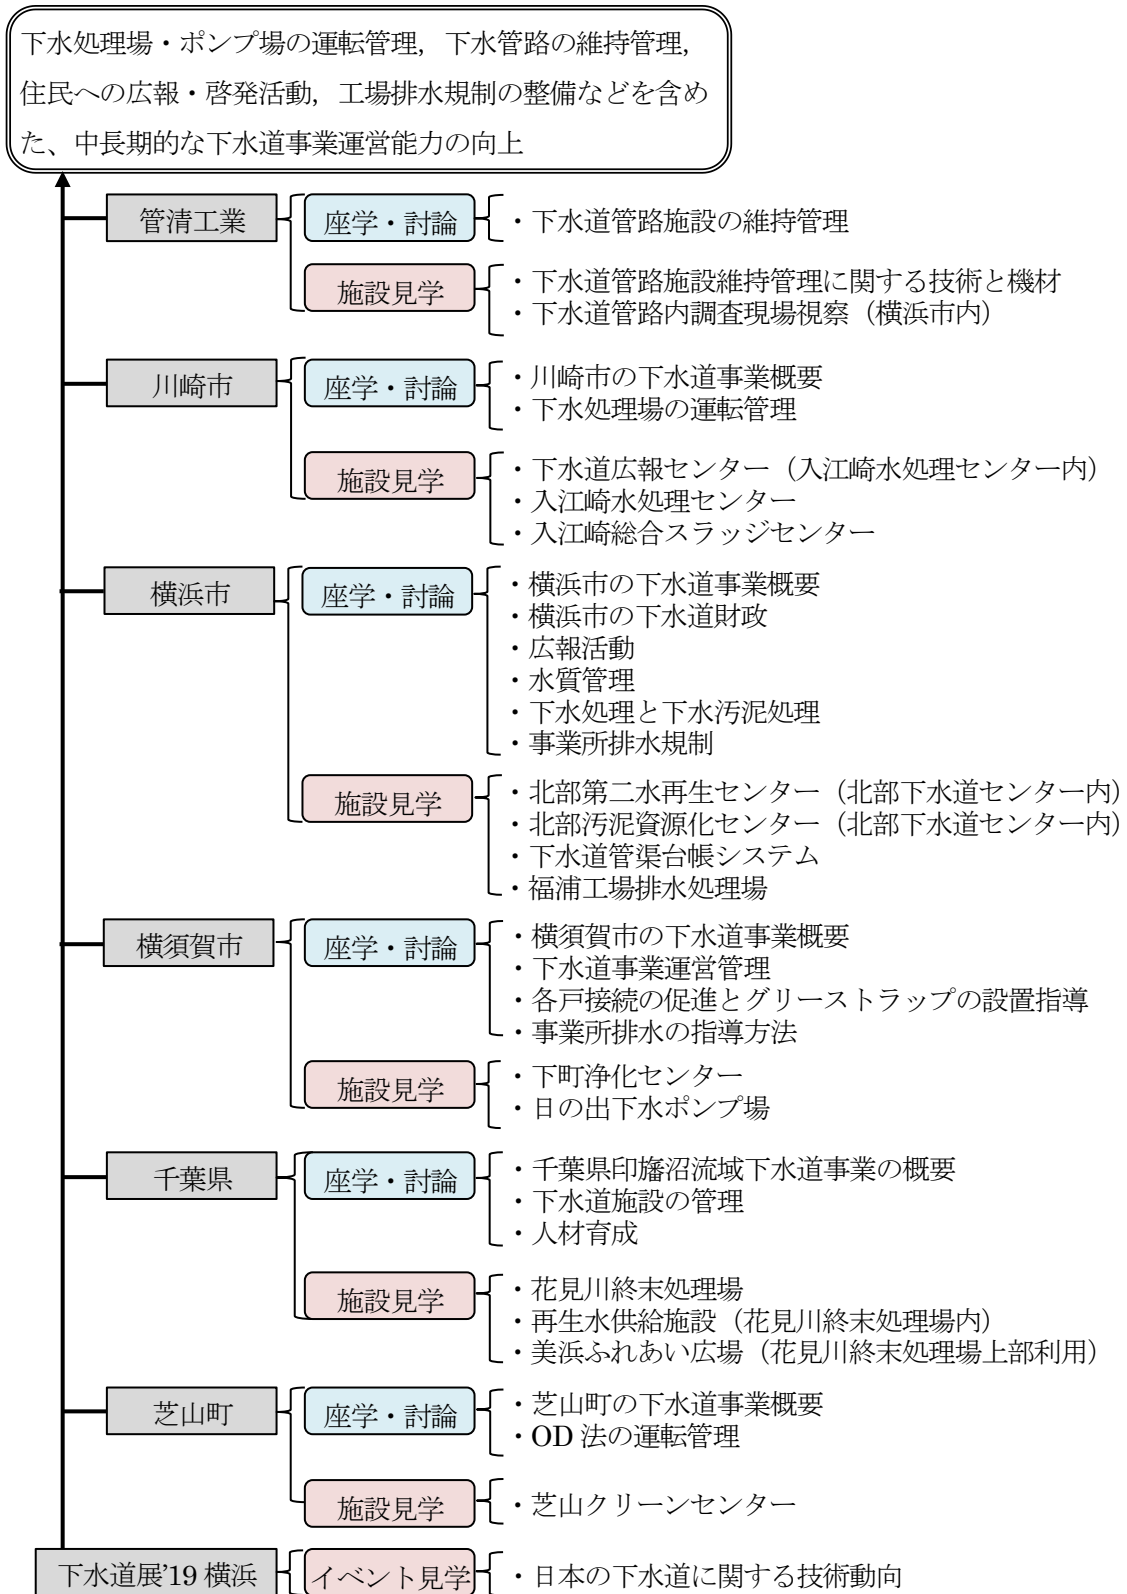 下水処理場・ポンプ場の運転管理，下水管路の維持管理，
住民への広報・啓発活動，工場排水規制の整備などを含め
た、中長期的な下水道事業運営能力の向上
管清工業
座学・討論
・下水道管路施設の維持管理
施設見学
・下水道管路施設維持管理に関する技術と機材
・下水道管路内調査現場視察（横浜市内）
川崎市
座学・討論
・川崎市の下水道事業概要
・下水処理場の運転管理
施設見学
・下水道広報センター（入江崎水処理センター内）
・入江崎水処理センター
・入江崎総合スラッジセンター
横浜市
座学・討論
・横浜市の下水道事業概要
・横浜市の下水道財政
・広報活動
・水質管理
・下水処理と下水汚泥処理
・事業所排水規制
施設見学
・北部第二水再生センター（北部下水道センター内）
・北部汚泥資源化センター（北部下水道センター内）
・下水道管渠台帳システム
・福浦工場排水処理場
横須賀市
座学・討論
・横須賀市の下水道事業概要
・下水道事業運営管理
・各戸接続の促進とグリーストラップの設置指導
・事業所排水の指導方法
施設見学
・下町浄化センター
・日の出下水ポンプ場
千葉県
座学・討論
・千葉県印旛沼流域下水道事業の概要
・下水道施設の管理
・人材育成
施設見学
・花見川終末処理場
・再生水供給施設（花見川終末処理場内）
・美浜ふれあい広場（花見川終末処理場上部利用）
芝山町
座学・討論
・芝山町の下水道事業概要
・OD 法の運転管理
施設見学
・芝山クリーンセンター
下水道展'19 横浜
イベント見学
・日本の下水道に関する技術動向